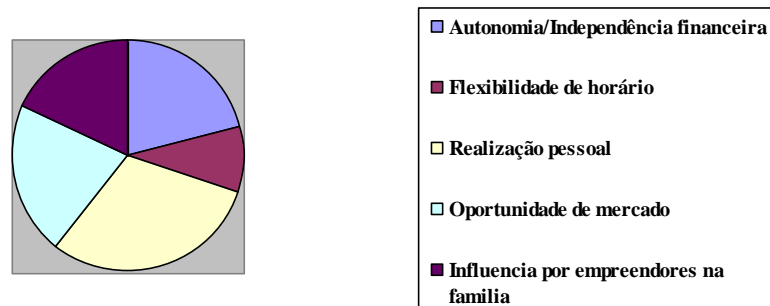 Autonomia/Independência financeira
Flexibilidade de horário
Realização pessoal
Oportunidade de mercado
Influencia por empreendores na
familia